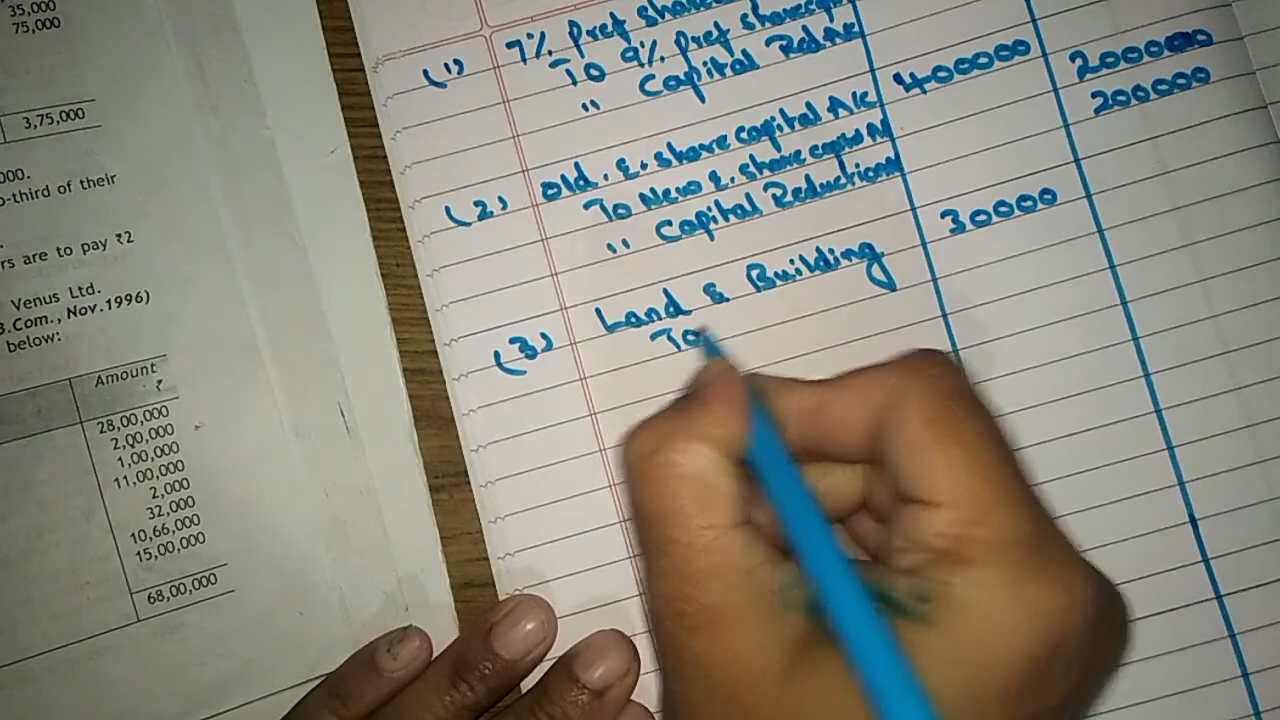 35,000
75,000
3,75,000
000.
o-third of their
rs are to pay ₹2
Venus Ltd.
B.Com., Nov.1996)
below:
Amount
₹
28,00,000
2,00,000
1,00,000
11,00,000
2,000
32,000
10,66,000
15,00,000
68,00,000
(1) 7% Pref share
To 9% Pref share
" Capital Red A/c
(2) Old. E. share capital A/c 400000
To New E. share capital A/c 200000
" Capital Reduction 200000
(3) Land & Building 30000
To